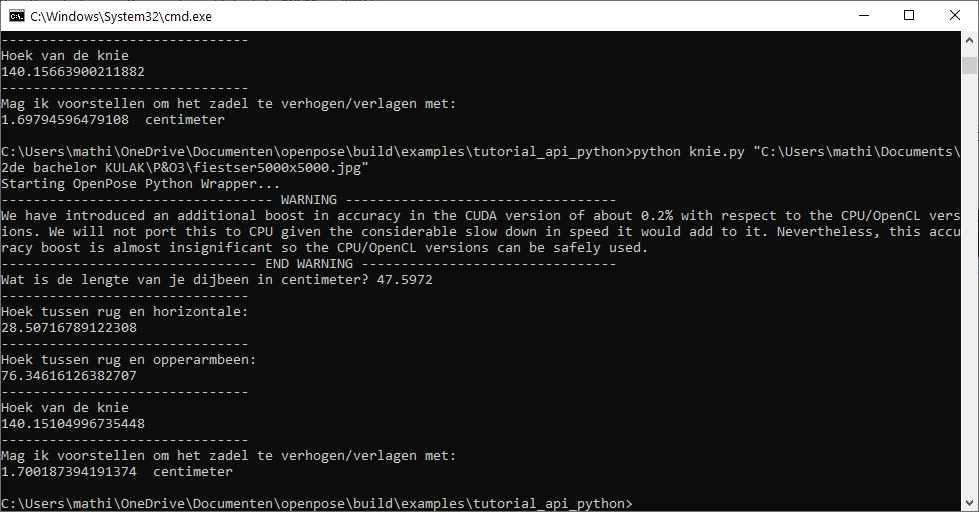 C:\Windows\System32\cmd.exe
-------------------------------
Hoek van de knie
140.15663900211882
-------------------------------
Mag ik voorstellen om het zadel te verhogen/verlagen met:
1.69794596479108  centimeter
C:\Users\mathi\OneDrive\Documenten\openpose\build\examples\tutorial_api_python>python knie.py "C:\Users\mathi\Documents\
2de bachelor KULAK\P&O3\fiestser5000x5000.jpg"
Starting OpenPose Python Wrapper...
---------------------------------- WARNING ----------------------------------
We have introduced an additional boost in accuracy in the CUDA version of about 0.2% with respect to the CPU/OpenCL vers
ions. We will not port this to CPU given the considerable slow down in speed it would add to it. Nevertheless, this accu
racy boost is almost insignificant so the CPU/OpenCL versions can be safely used.
-------------------------------- END WARNING --------------------------------
Wat is de lengte van je dijbeen in centimeter? 47.5972
-------------------------------
Hoek tussen rug en horizontale:
28.50716789122308
-------------------------------
Hoek tussen rug en opperarmbeen:
76.34616126382707
-------------------------------
Hoek van de knie
140.15104996735448
-------------------------------
Mag ik voorstellen om het zadel te verhogen/verlagen met:
1.700187394191374  centimeter
C:\Users\mathi\OneDrive\Documenten\openpose\build\examples\tutorial_api_python>